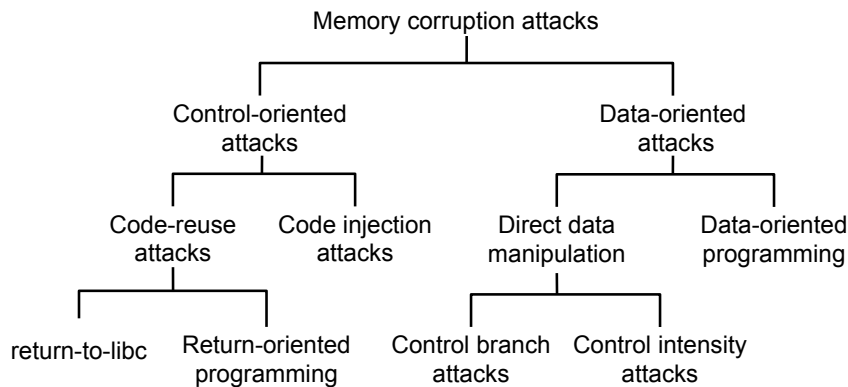 Memory corruption attacks
Control-oriented
attacks
Data-oriented
attacks
Code-reuse
attacks
Code injection
attacks
Direct data
manipulation
Data-oriented
programming
return-to-libc
Return-oriented
programming
Control branch
attacks
Control intensity
attacks